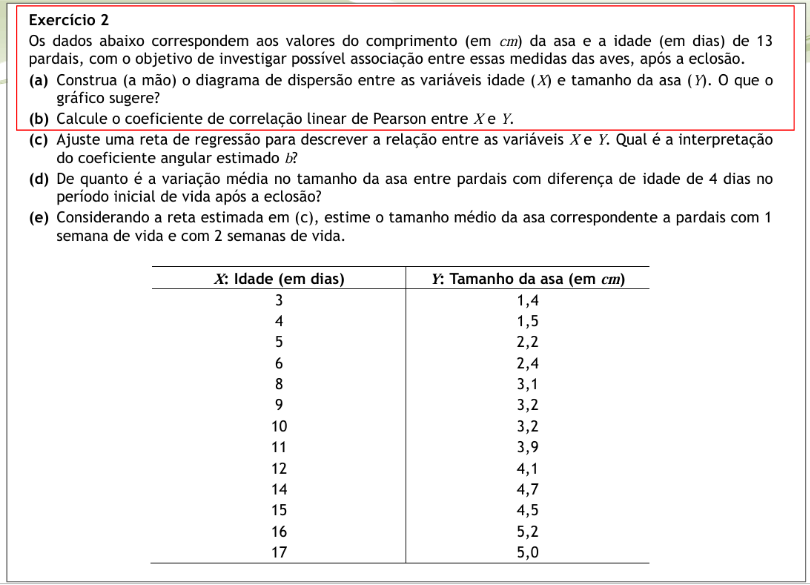 Exercício 2
Os dados abaixo correspondem aos valores do comprimento (em cm) da asa e a idade (em dias) de 13
pardais, com o objetivo de investigar possível associação entre essas medidas das aves, após a eclosão.
(a) Construa (a mão) o diagrama de dispersão entre as variáveis idade (X) e tamanho da asa (Y). O que o
gráfico sugere?
(b) Calcule o coeficiente de correlação linear de Pearson entre X e Y.
(c) Ajuste uma reta de regressão para descrever a relação entre as variáveis X e Y. Qual é a interpretação
do coeficiente angular estimado b?
(d) De quanto é a variação média no tamanho da asa entre pardais com diferença de idade de 4 dias no
período inicial de vida após a eclosão?
(e) Considerando a reta estimada em (c), estime o tamanho médio da asa correspondente a pardais com 1
semana de vida e com 2 semanas de vida.
X: Idade (em dias) Y: Tamanho da asa (em cm)
3 1,4
4 1,5
5 2,2
6 2,4
8 3,1
9 3,2
10 3,2
11 3,9
12 4,1
14 4,7
15 4,5
16 5,2
17 5,0